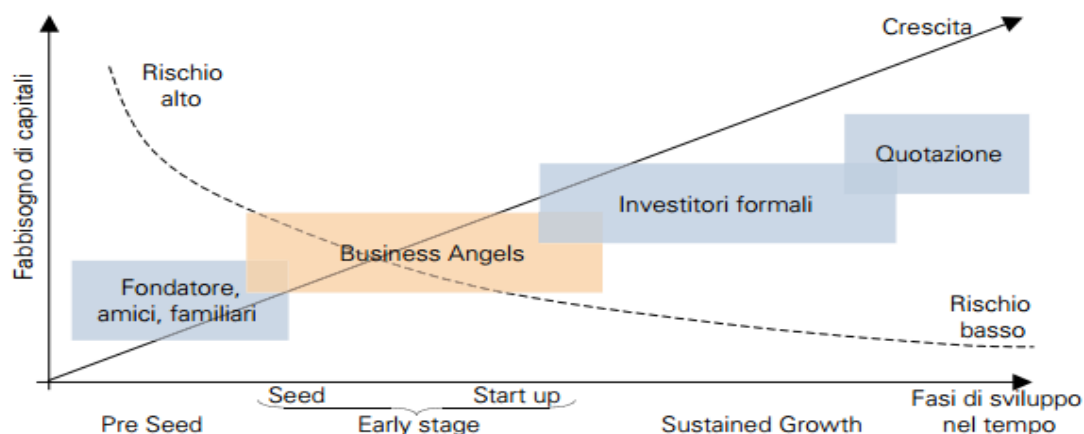 Crescita
Rischio
alto
Fabbisogno di capitali
Quotazione
Investitori formali
Business Angels
Fondatore,
amici, familiari
Rischio
basso
Seed
Start up
Fasi di sviluppo
nel tempo
Pre Seed
Early stage
Sustained Growth